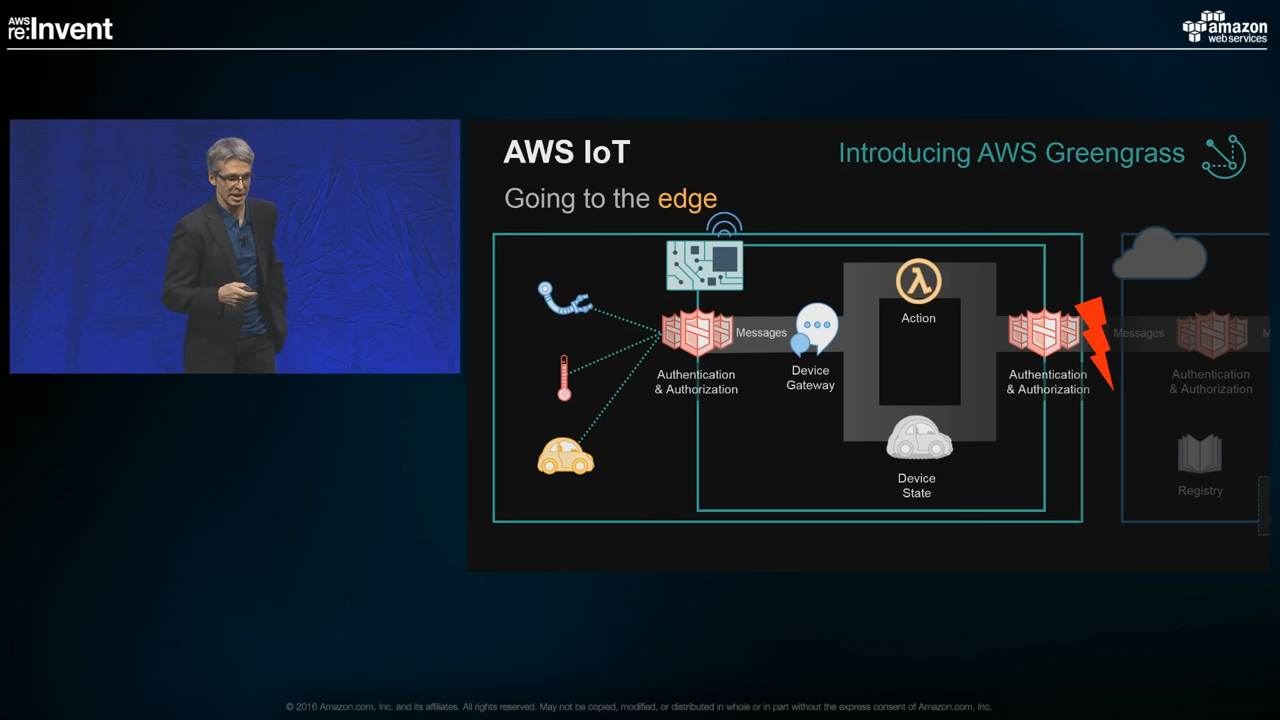 AWS
re:Invent
amazon
web services
AWS IoT
Introducing AWS Greengrass
Going to the edge
Action
Messages
Messages
M
Device
Gateway
Authentication
& Authorization
Authentication
& Authorization
Authentication
& Authorization
Device
State
Registry
© 2016 Amazon.com, Inc. and its affiliates. All rights reserved. May not be copied, modified, or distributed in whole or in part without the express consent of Amazon.com, Inc.